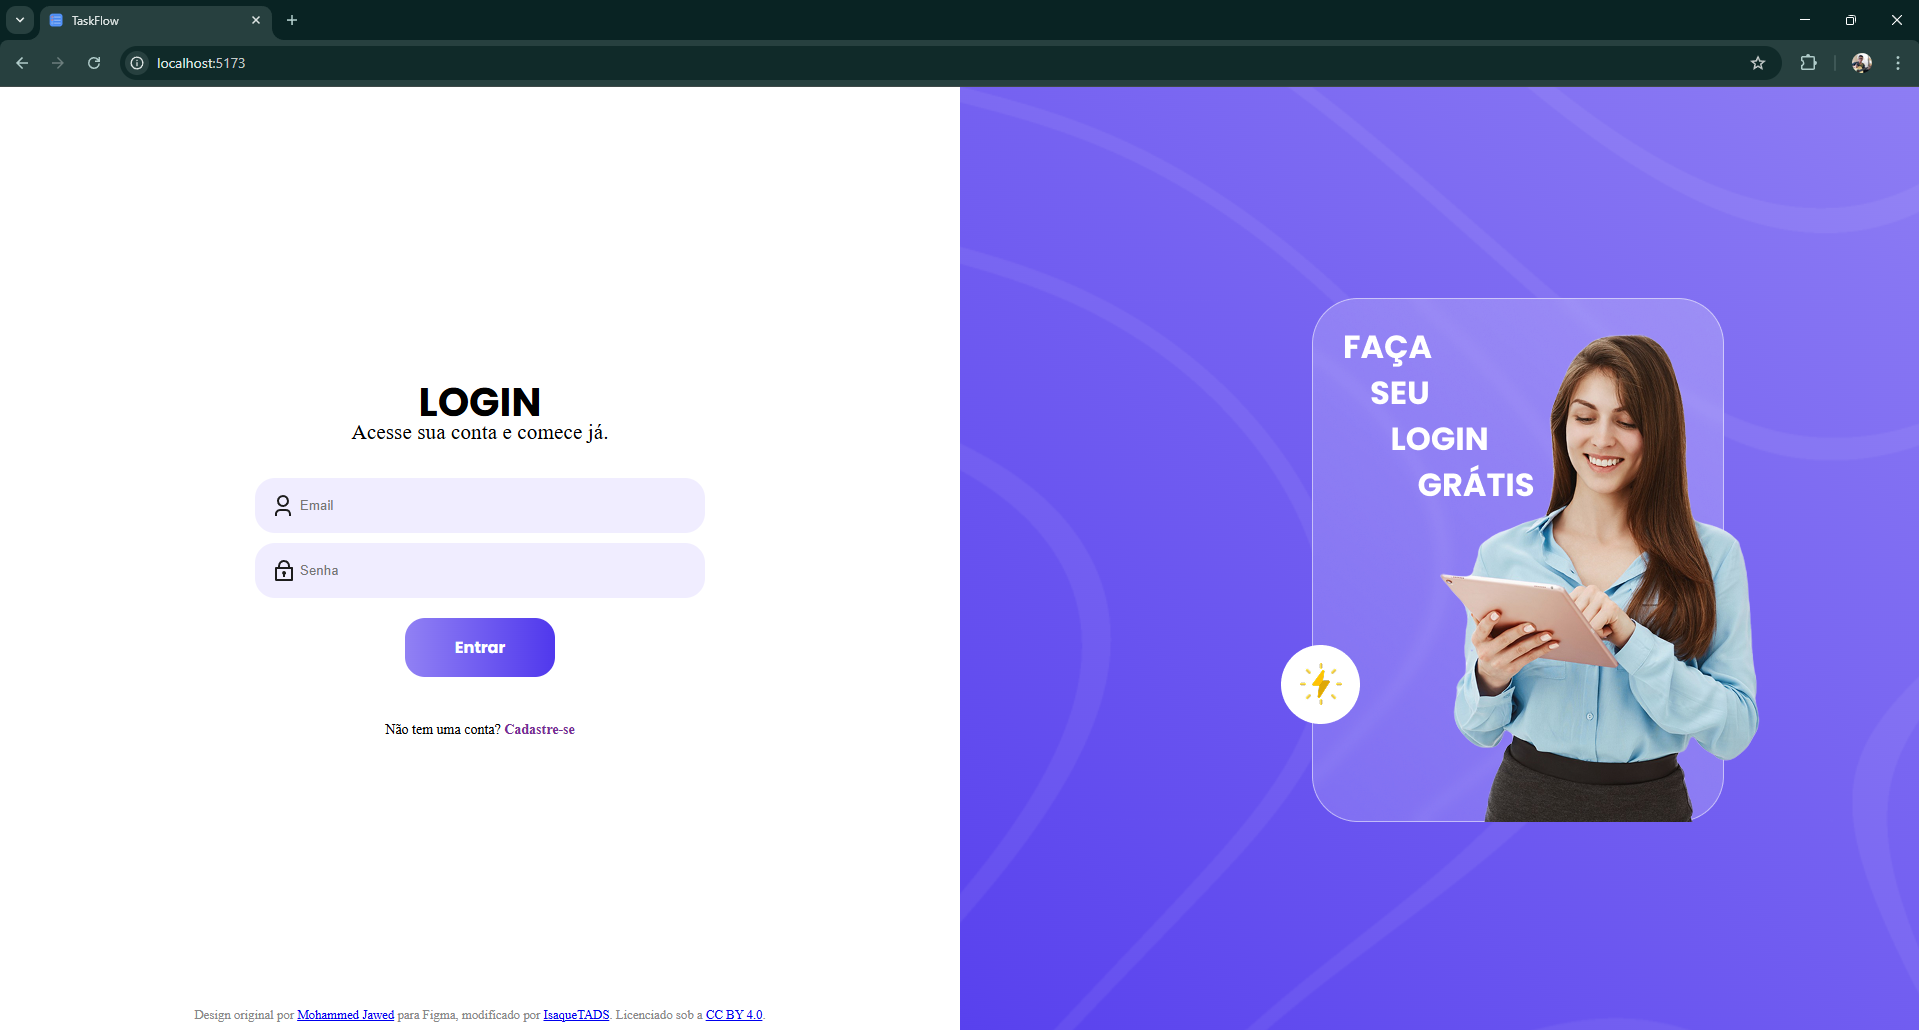 TaskFlow
localhost:5173
LOGIN
Acesse sua conta e comece já.
Email
Senha
Entrar
Não tem uma conta? Cadastre-se
Design original por Mohammed Jawed para Figma, modificado por IsaqueTADS. Licenciado sob a CC BY 4.0.
FAÇA
SEU
LOGIN
GRÁTIS